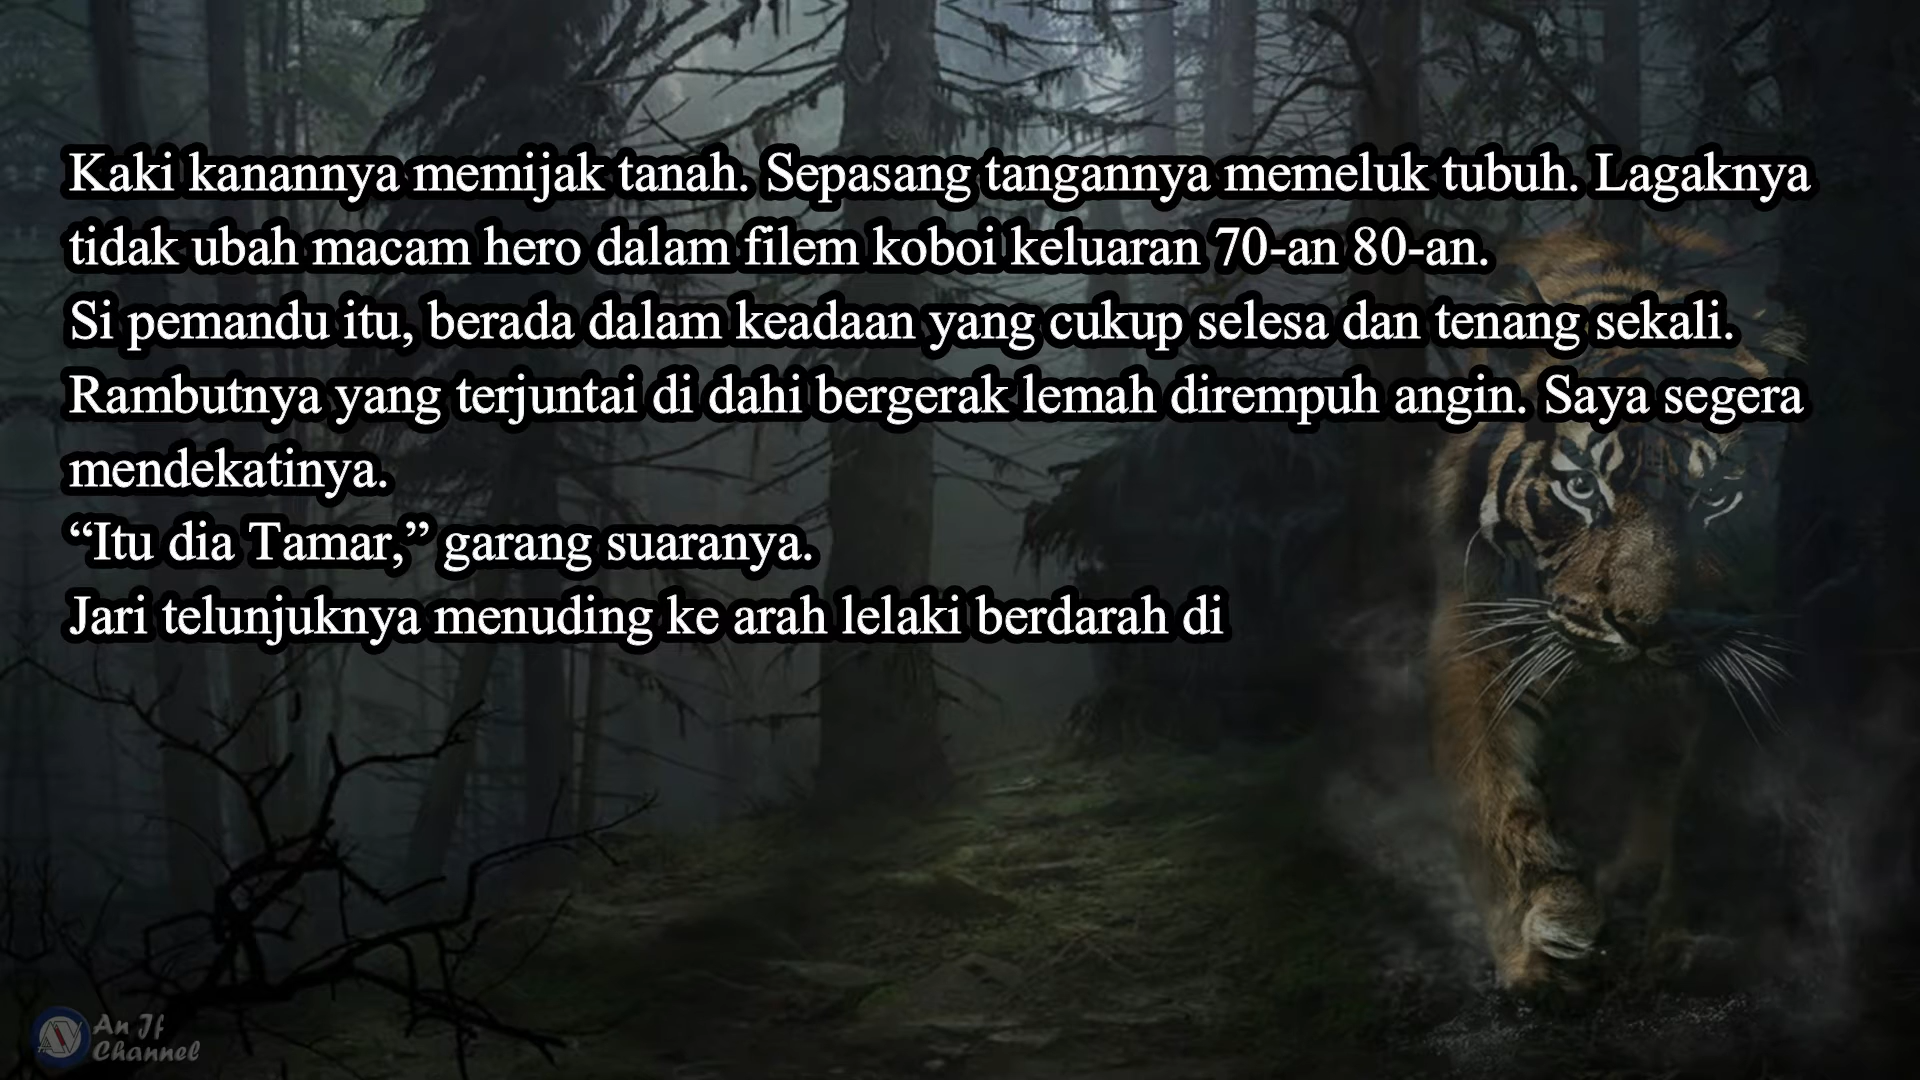 Kaki kanannya memijak tanah. Sepasang tangannya memeluk tubuh. Lagaknya
tidak ubah macam hero dalam filem koboi keluaran 70-an 80-an.
Si pemandu itu, berada dalam keadaan yang cukup selesa dan tenang sekali.
Rambutnya yang terjuntai di dahi bergerak lemah dirempuh angin. Saya segera
mendekatinya.
“Itu dia Tamar,” garang suaranya.
Jari telunjuknya menuding ke arah lelaki berdarah di
An If
Channel